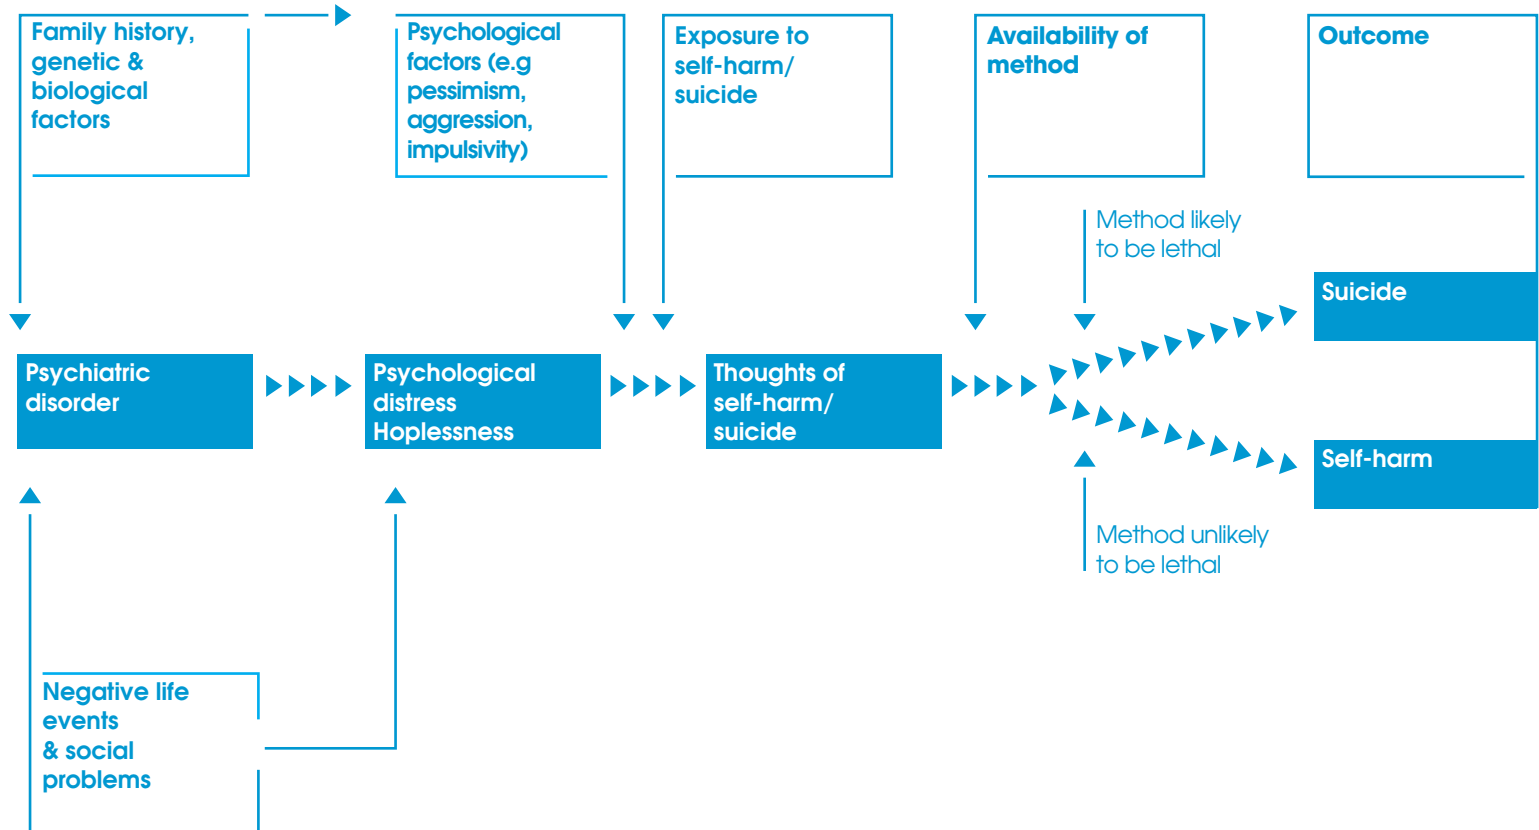 Family history,
genetic &
biological
factors
Psychological
factors (e.g
pessimism,
aggression,
impulsivity)
Exposure to
self-harm/
suicide
Availability of
method
Outcome
Method likely
to be lethal
Suicide
Psychiatric
disorder
Psychological
distress
Hoplessness
Thoughts of
self-harm/
suicide
Self-harm
Method unlikely
to be lethal
Negative life
events
& social
problems